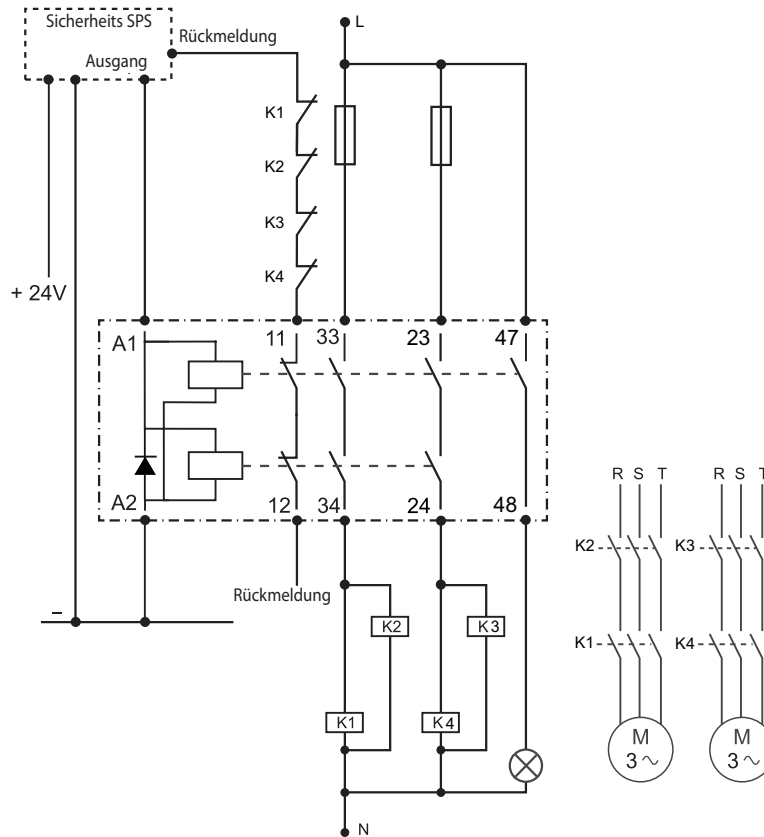 Sicherheits SPS
Ausgang
Rückmeldung
L
K1
K2
K3
K4
+ 24V
A1
11
33
23
47
A2
12
34
24
48
Rückmeldung
–
K2
K3
K1
K4
N
R S T
R S T
K2
K3
K1
K4
M
3 ~
M
3 ~